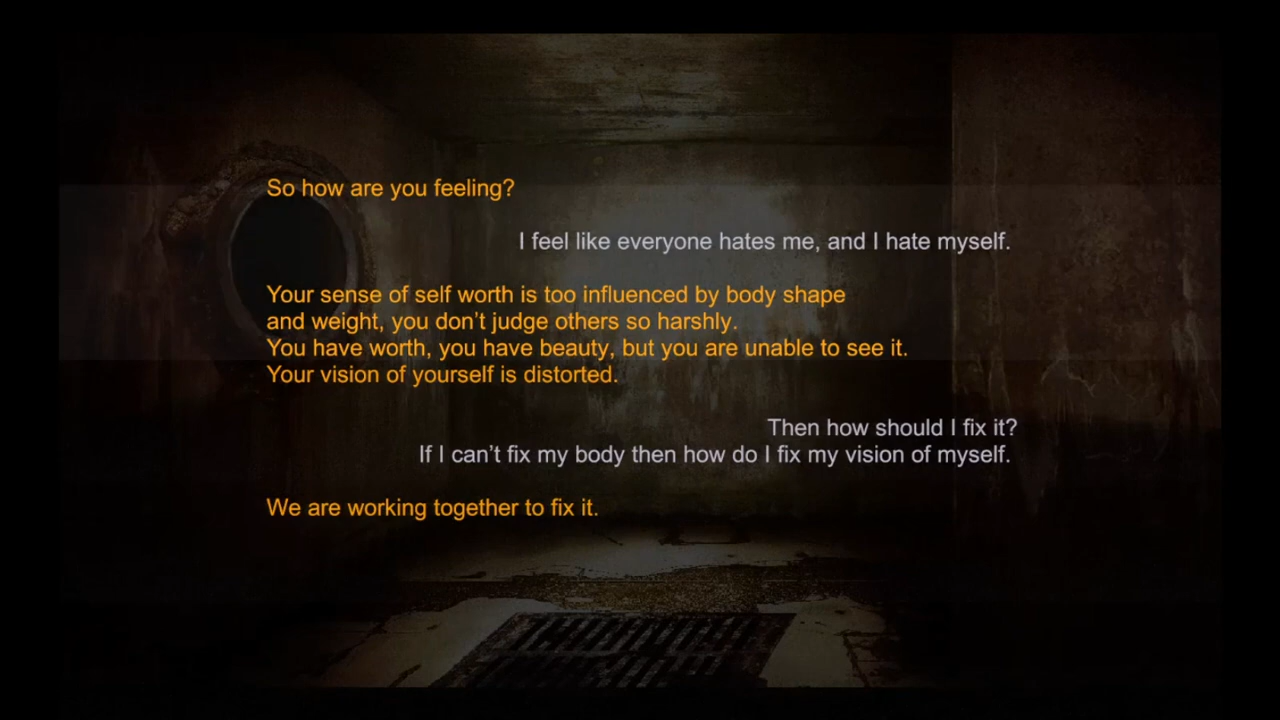 So how are you feeling?
I feel like everyone hates me, and I hate myself.
Your sense of self worth is too influenced by body shape
and weight, you don't judge others so harshly.
You have worth, you have beauty, but you are unable to see it.
Your vision of yourself is distorted.
Then how should I fix it?
If I can't fix my body then how do I fix my vision of myself.
We are working together to fix it.